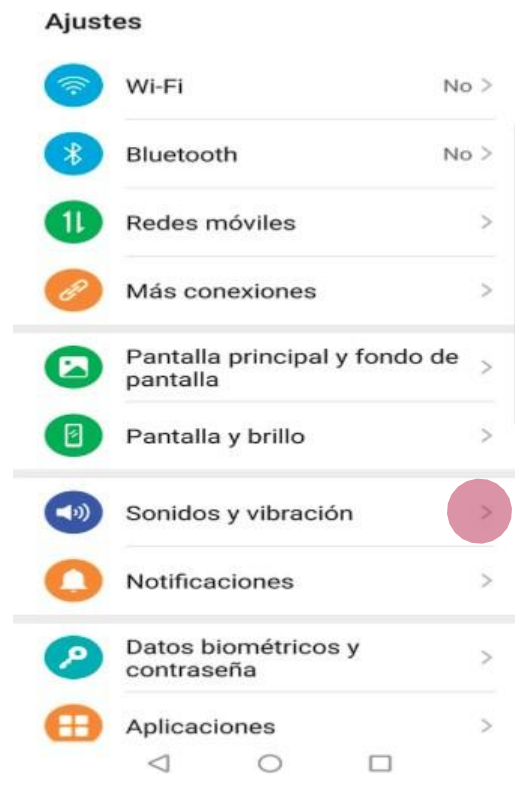 Ajustes
Wi-Fi No
Bluetooth No
Redes móviles
Más conexiones
Pantalla principal y fondo de
pantalla
Pantalla y brillo
Sonidos y vibración
Notificaciones
Datos biométricos y
contraseña
Aplicaciones